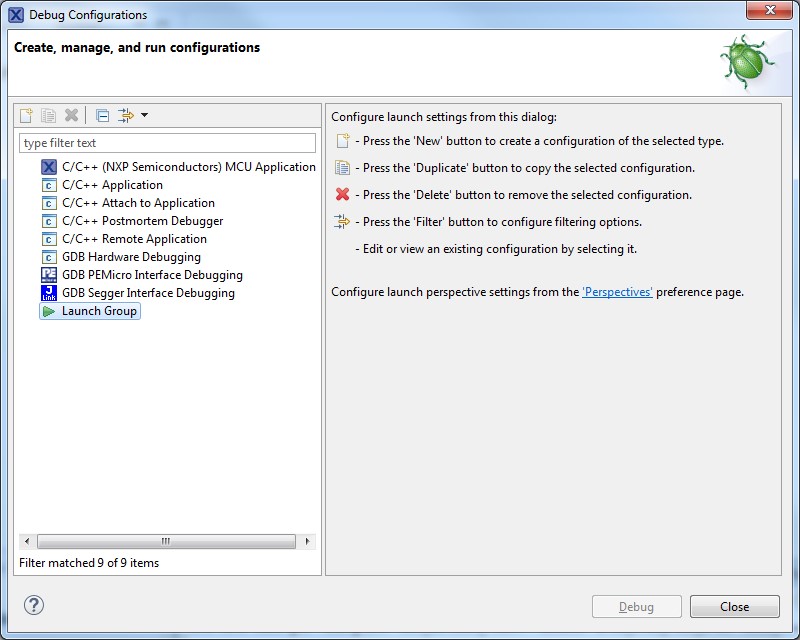 Debug Configurations
Create, manage, and run configurations
type filter text
C/C++ (NXP Semiconductors) MCU Application
C/C++ Application
C/C++ Attach to Application
C/C++ Postmortem Debugger
C/C++ Remote Application
GDB Hardware Debugging
GDB PEMicro Interface Debugging
GDB Segger Interface Debugging
Launch Group
Filter matched 9 of 9 items
Configure launch settings from this dialog:
- Press the 'New' button to create a configuration of the selected type.
- Press the 'Duplicate' button to copy the selected configuration.
- Press the 'Delete' button to remove the selected configuration.
- Press the 'Filter' button to configure filtering options.
- Edit or view an existing configuration by selecting it.
Configure launch perspective settings from the 'Perspectives' preference page.
Debug
Close